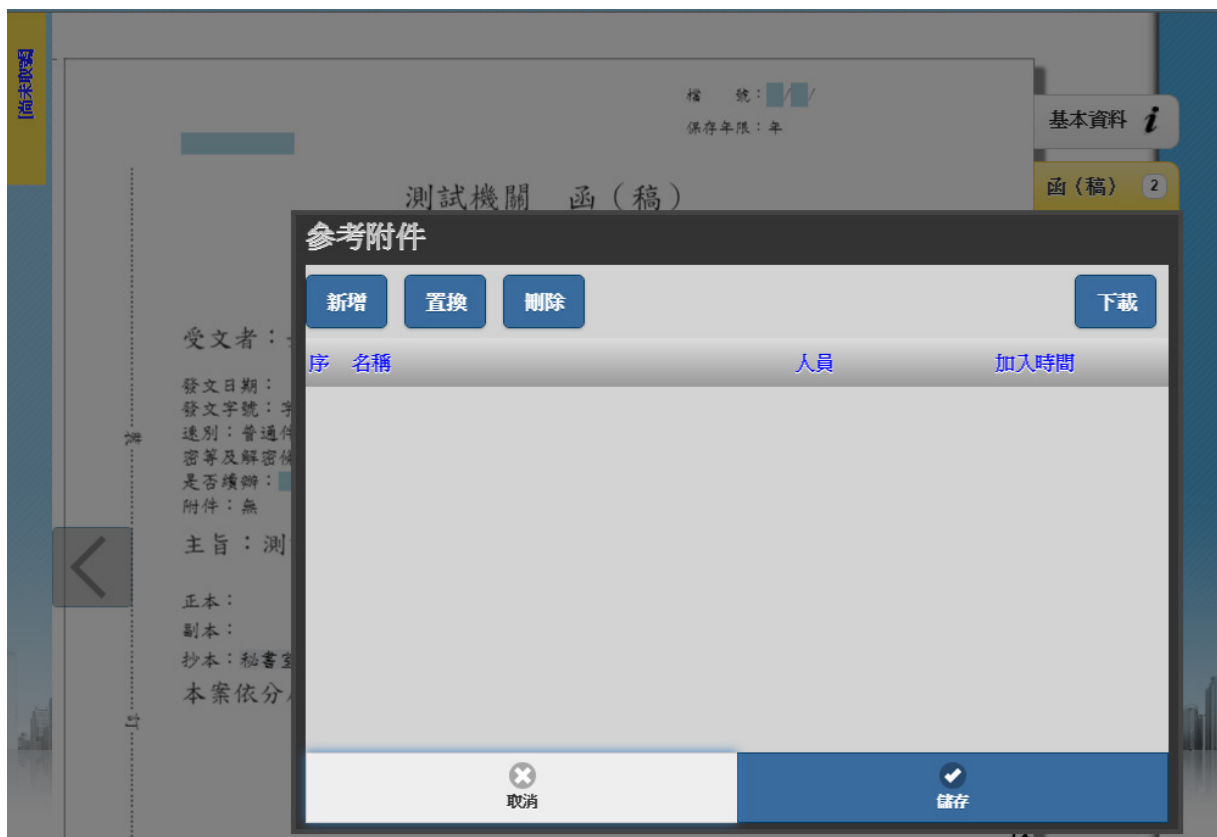 [尚未取號]
檔 號： / /
保存年限：年
基本資料 i
函（稿） 2
測試機關 函（稿）
參考附件
新增 置換 刪除 下載
序 名稱 人員 加入時間
受文者：
發文日期：
發文字號：字
速別：普通件
密等及解密
是否續辦：
附件：無
主旨：測
正本：
副本：
抄本：秘書室
本案依分
裝
訂
取消
儲存